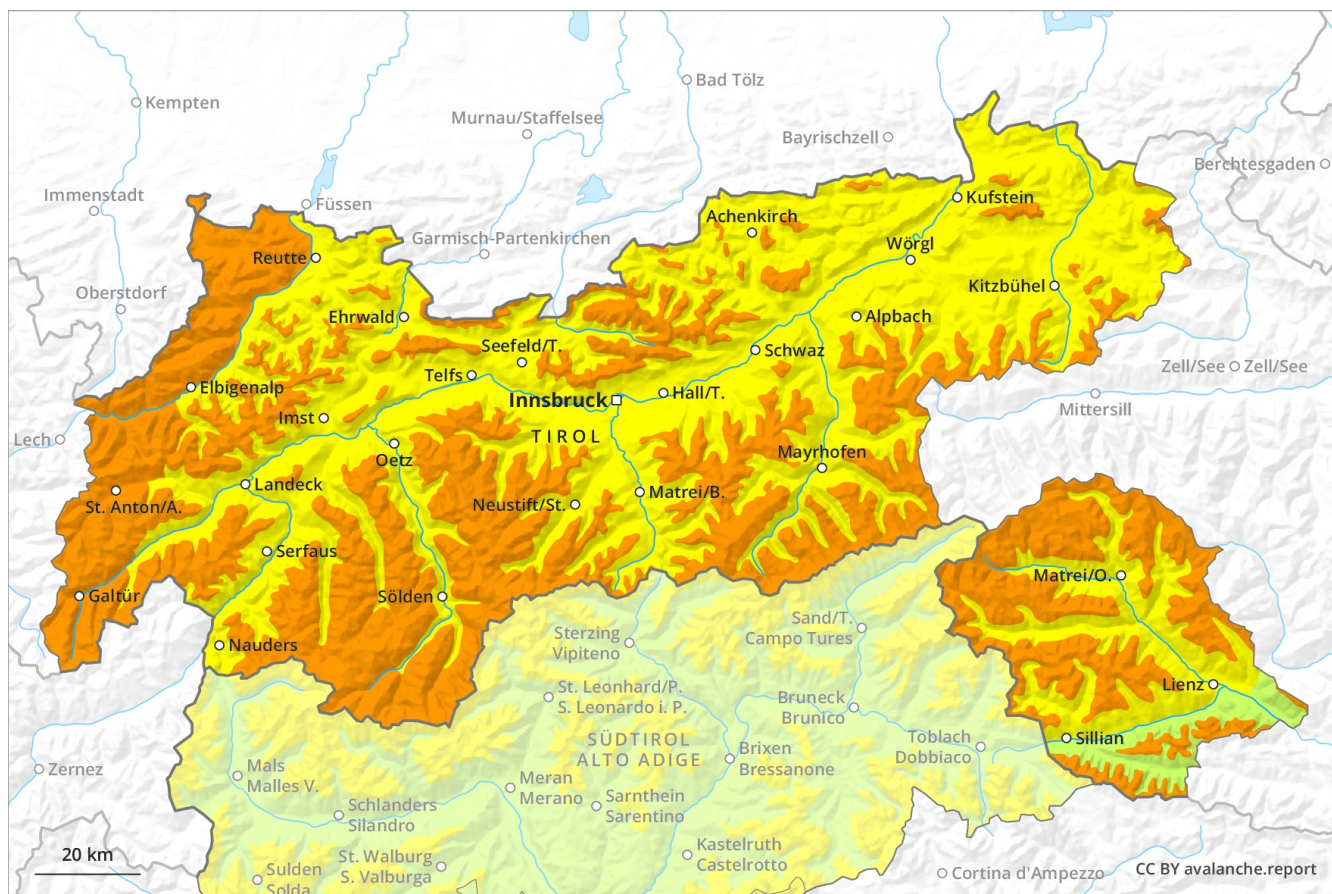 Bad Tölz
Kempten
Murnau/Staffelsee
Bayrischzell
Berchtesgaden
Immenstadt
Füssen
Kufstein
Achenkirch
Garmisch-Partenkirchen
Wörgl
Reutte
Kitzbühel
Oberstdorf
Ehrwald
Alpbach
Seefeld/T.
Schwaz
Zell/See
Zell/See
Telfs
Elbigenalp
Hall/T.
Innsbruck
Mittersill
Imst
Lech
TIROL
Oetz
Mayrhofen
Landeck
St. Anton/A.
Neustift/St.
Matrei/B.
Serfaus
Matrei/O.
Galtür
Sölden
Sand/T.
Campo Tures
Sterzing
Vipiteno
Nauders
Lienz
St. Leonhard/P.
S. Leonardo i. P.
Bruneck
Brunico
SÜDTIROL
ALTO ADIGE
Toblach
Dobbiaco
Sillian
Brixen
Bressanone
Zernez
Mals
Malles V.
Meran
Merano
Sarnthein
Sarentino
Schlanders
Silandro
Kastelruth
Castelrotto
20 km
St. Walburg
S. Valburga
Sulden
Solda
Cortina d'Ampezzo
CC BY avalanche.report